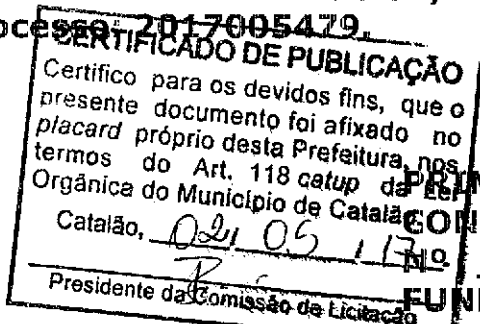 Processo: 2017005479.
CERTIFICADO DE PUBLICAÇÃO
Certifico para os devidos fins, que o
presente documento foi afixado no
placard próprio desta Prefeitura, nos
termos do Art. 118 catup da Lei
Orgânica do Município de Catalão
Catalão, 02, 05, 17
Nº
Presidente da Comissão de Licitação